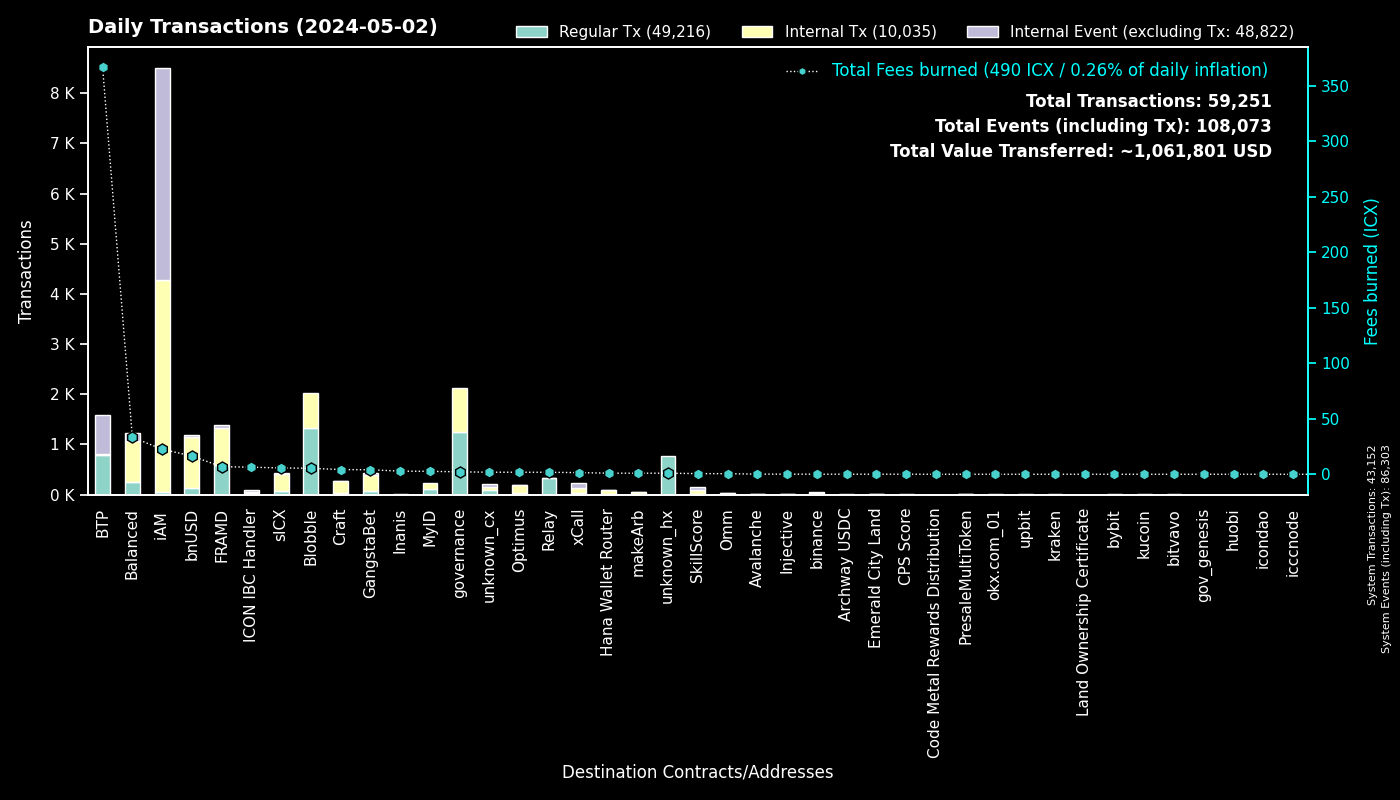 Daily Transactions (2024-05-02)
Regular Tx (49,216)
Internal Tx (10,035)
Internal Event (excluding Tx: 48,822)
Total Fees burned (490 ICX / 0.26% of daily inflation)
Total Transactions: 59,251
Total Events (including Tx): 108,073
Total Value Transferred: ~1,061,801 USD
Transactions
8 K
7 K
6 K
5 K
4 K
3 K
2 K
1 K
0 K
350
300
250
200
150
100
50
0
Fees burned (ICX)
BTP
Balanced
iAM
bnUSD
FRAMD
ICON IBC Handler
sICX
Blobble
Craft
GangstaBet
Inanis
MyID
governance
unknown_cx
Optimus
Relay
xCall
Hana Wallet Router
makeArb
unknown_hx
SkillScore
Omm
Avalanche
Injective
binance
Archway USDC
Emerald City Land
CPS Score
Code Metal Rewards Distribution
PresaleMultiToken
okx.com_01
upbit
kraken
Land Ownership Certificate
bybit
kucoin
bitvavo
gov_genesis
huobi
icondao
iccnode
Destination Contracts/Addresses
System Transactions: 43,152
System Events (including Tx): 86,303